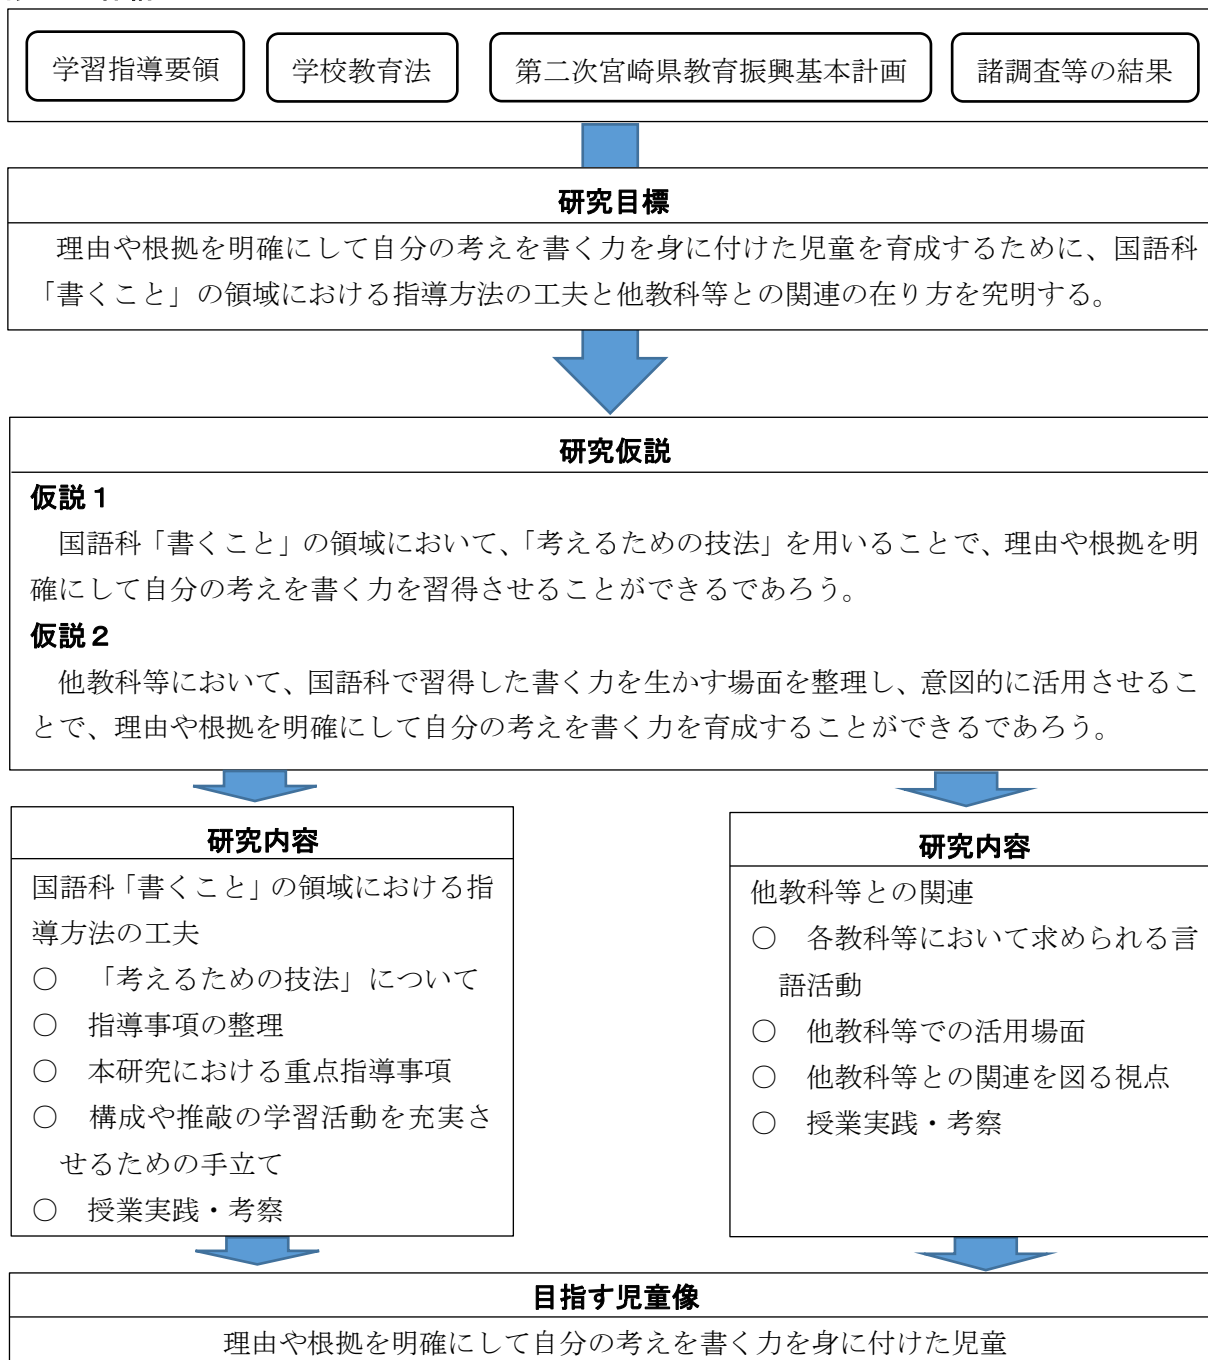 学習指導要領
学校教育法
第二次宮崎県教育振興基本計画
諸調査等の結果
研究目標
理由や根拠を明確にして自分の考えを書く力を身に付けた児童を育成するために、国語科
「書くこと」の領域における指導方法の工夫と他教科等との関連の在り方を究明する。
研究仮説
仮説1
国語科「書くこと」の領域において、「考えるための技法」を用いることで、理由や根拠を明
確にして自分の考えを書く力を習得させることができるであろう。
仮説2
他教科等において、国語科で習得した書く力を生かす場面を整理し、意図的に活用させるこ
とで、理由や根拠を明確にして自分の考えを書く力を育成することができるであろう。
研究内容
国語科「書くこと」の領域における指
導方法の工夫
○ 「考えるための技法」について
○ 指導事項の整理
○ 本研究における重点指導事項
○ 構成や推敲の学習活動を充実さ
せるための手立て
○ 授業実践・考察
研究内容
他教科等との関連
○ 各教科等において求められる言
語活動
○ 他教科等での活用場面
○ 他教科等との関連を図る視点
○ 授業実践・考察
目指す児童像
理由や根拠を明確にして自分の考えを書く力を身に付けた児童